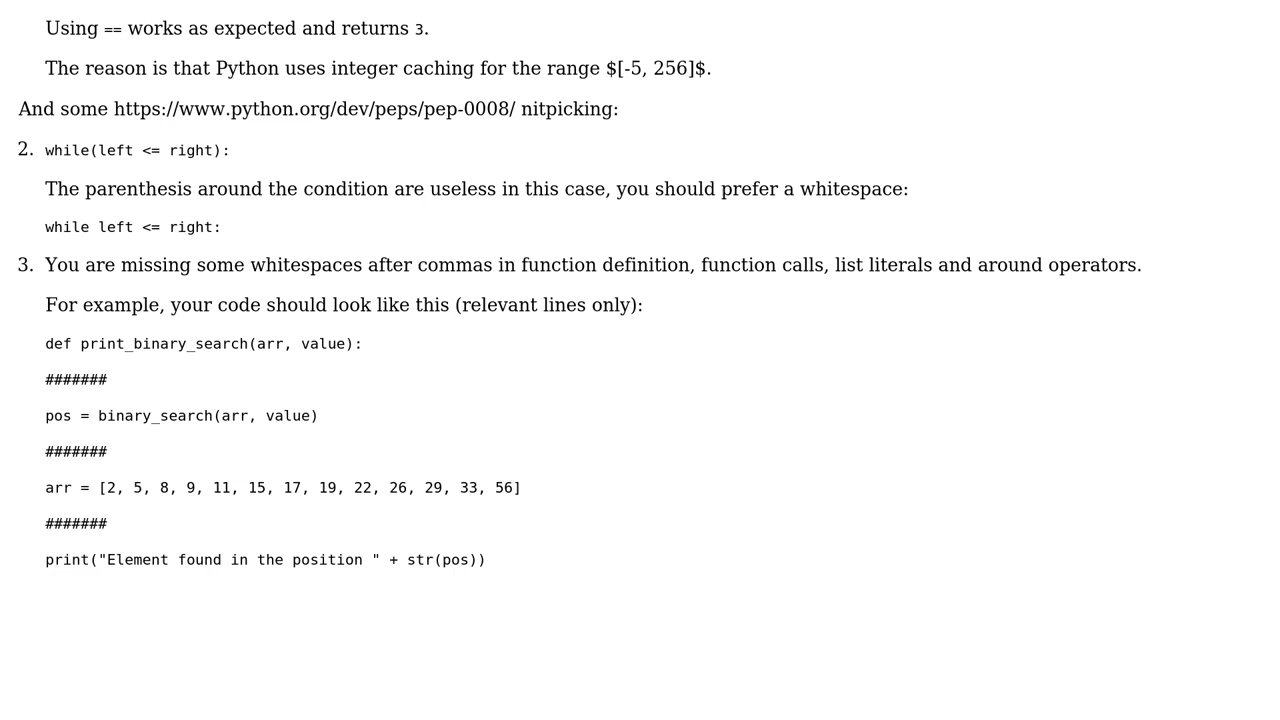 Using == works as expected and returns 3.
The reason is that Python uses integer caching for the range $[-5, 256]$.
And some https://www.python.org/dev/peps/pep-0008/ nitpicking:
2. while(left <= right):
The parenthesis around the condition are useless in this case, you should prefer a whitespace:
while left <= right:
3. You are missing some whitespaces after commas in function definition, function calls, list literals and around operators.
For example, your code should look like this (relevant lines only):
def print_binary_search(arr, value):
#######
pos = binary_search(arr, value)
#######
arr = [2, 5, 8, 9, 11, 15, 17, 19, 22, 26, 29, 33, 56]
#######
print("Element found in the position " + str(pos))